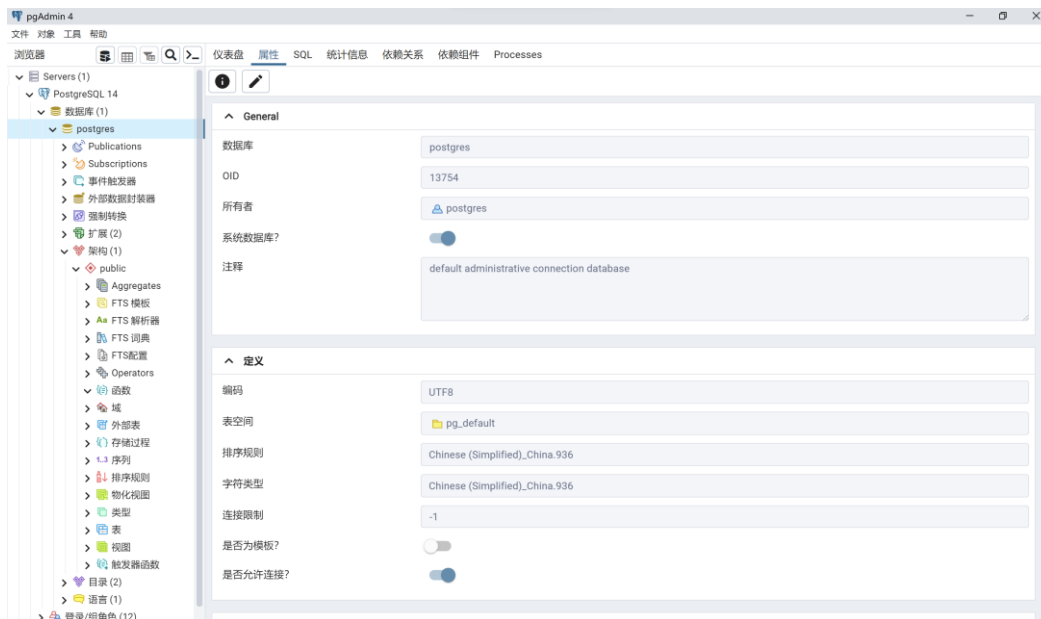 pgAdmin 4
文件 对象 工具 帮助
浏览器
仪表盘 属性 SQL 统计信息 依赖关系 依赖组件 Processes
Servers (1)
PostgreSQL 14
数据库 (1)
postgres
Publications
Subscriptions
事件触发器
外部数据封装器
强制转换
扩展 (2)
架构 (1)
public
Aggregates
FTS 模板
Aa FTS 解析器
FTS 词典
FTS配置
Operators
函数
域
外部表
存储过程
1..3 序列
排序规则
物化视图
类型
表
视图
触发器函数
目录 (2)
语言 (1)
登录/组角色 (12)
General
数据库 postgres
OID 13754
所有者 postgres
系统数据库?
注释 default administrative connection database
定义
编码 UTF8
表空间 pg_default
排序规则 Chinese (Simplified)_China.936
字符类型 Chinese (Simplified)_China.936
连接限制 -1
是否为模板?
是否允许连接?